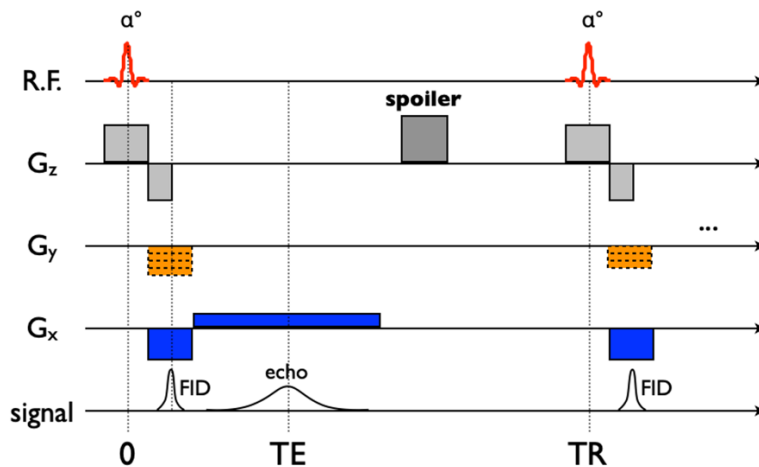 α° α°
R.F.
spoiler
Gz
Gy ...
Gx
echo
FID FID
signal
0 TE TR